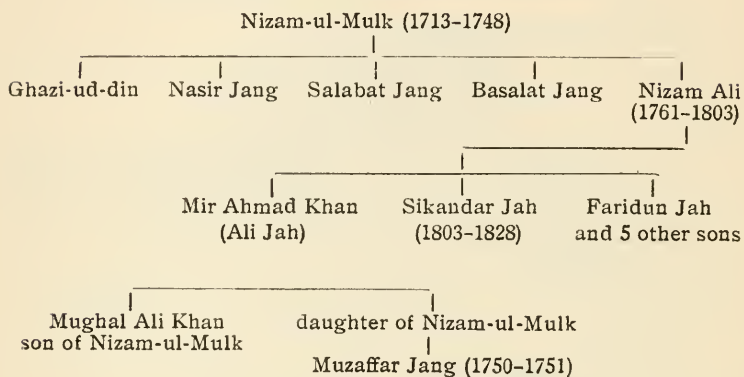 Nizam-ul-Mulk (1713–1748)
Ghazi-ud-din Nasir Jang Salabat Jang Basalat Jang Nizam Ali
(1761–1803)
Mir Ahmad Khan Sikandar Jah Faridun Jah
(Ali Jah) (1803–1828) and 5 other sons
Mughal Ali Khan daughter of Nizam-ul-Mulk
son of Nizam-ul-Mulk
Muzaffar Jang (1750–1751)